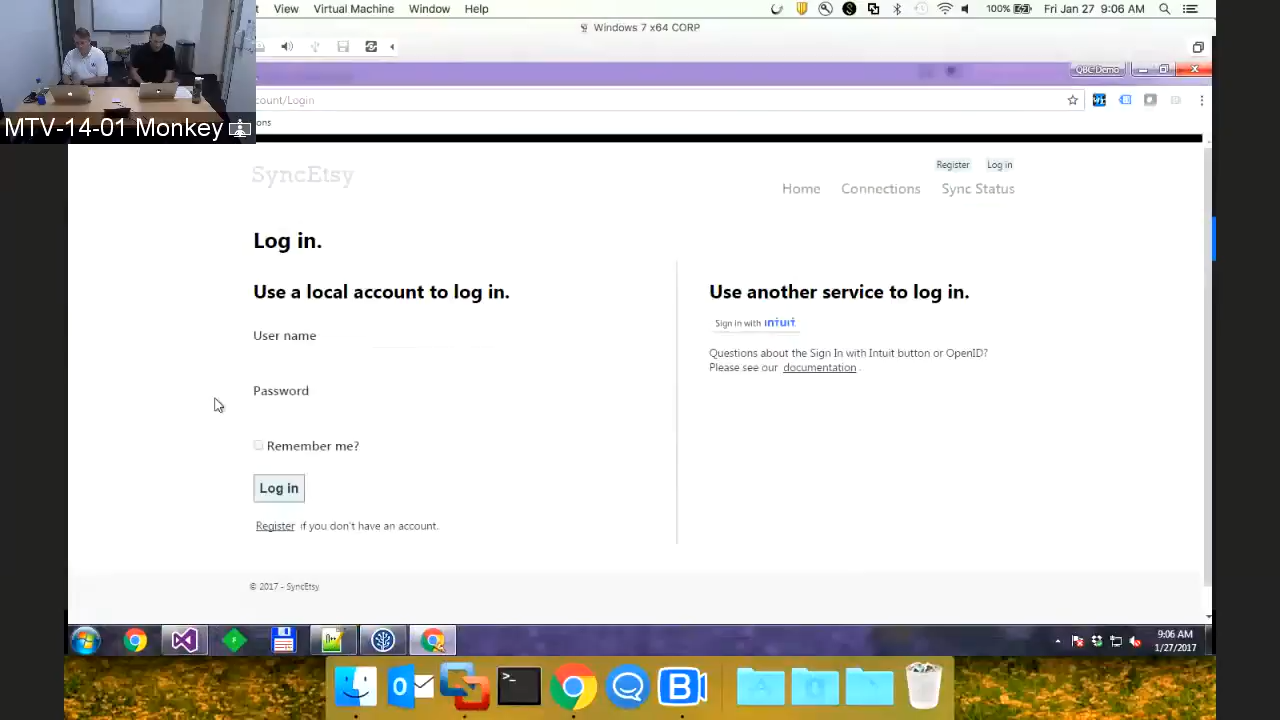 View Virtual Machine Window Help 100% Fri Jan 27 9:06 AM
Windows 7 x64 CORP
QBC Demo
count/Login
ons
MTV-14-01 Monkey
SyncEtsy
Register Log in
Home Connections Sync Status
Log in.
Use a local account to log in.
User name
Password
Remember me?
Log in
Register if you don't have an account.
Use another service to log in.
Sign in with intuit
Questions about the Sign In with Intuit button or OpenID?
Please see our documentation.
© 2017 - SyncEtsy
9:06 AM
1/27/2017